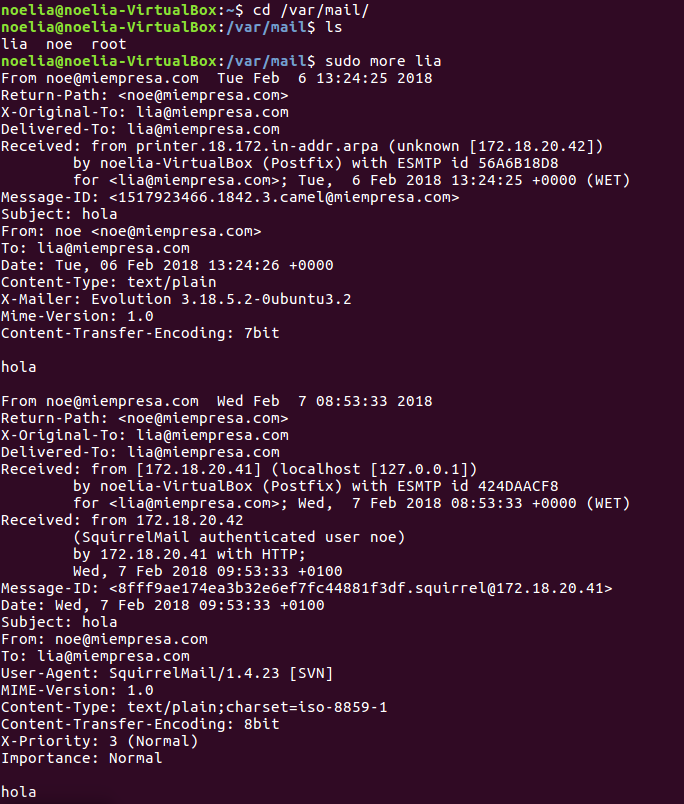 noelia@noelia-VirtualBox:~$ cd /var/mail/
noelia@noelia-VirtualBox:/var/mail$ ls
lia  noe  root
noelia@noelia-VirtualBox:/var/mail$ sudo more lia
From noe@miempresa.com  Tue Feb  6 13:24:25 2018
Return-Path: <noe@miempresa.com>
X-Original-To: lia@miempresa.com
Delivered-To: lia@miempresa.com
Received: from printer.18.172.in-addr.arpa (unknown [172.18.20.42])
        by noelia-VirtualBox (Postfix) with ESMTP id 56A6B18D8
        for <lia@miempresa.com>; Tue,  6 Feb 2018 13:24:25 +0000 (WET)
Message-ID: <1517923466.1842.3.camel@miempresa.com>
Subject: hola
From: noe <noe@miempresa.com>
To: lia@miempresa.com
Date: Tue, 06 Feb 2018 13:24:26 +0000
Content-Type: text/plain
X-Mailer: Evolution 3.18.5.2-0ubuntu3.2
Mime-Version: 1.0
Content-Transfer-Encoding: 7bit

hola

From noe@miempresa.com  Wed Feb  7 08:53:33 2018
Return-Path: <noe@miempresa.com>
X-Original-To: lia@miempresa.com
Delivered-To: lia@miempresa.com
Received: from [172.18.20.41] (localhost [127.0.0.1])
        by noelia-VirtualBox (Postfix) with ESMTP id 424DAACF8
        for <lia@miempresa.com>; Wed,  7 Feb 2018 08:53:33 +0000 (WET)
Received: from 172.18.20.42
        (SquirrelMail authenticated user noe)
        by 172.18.20.41 with HTTP;
        Wed, 7 Feb 2018 09:53:33 +0100
Message-ID: <8fff9ae174ea3b32e6ef7fc44881f3df.squirrel@172.18.20.41>
Date: Wed, 7 Feb 2018 09:53:33 +0100
Subject: hola
From: noe@miempresa.com
To: lia@miempresa.com
User-Agent: SquirrelMail/1.4.23 [SVN]
MIME-Version: 1.0
Content-Type: text/plain;charset=iso-8859-1
Content-Transfer-Encoding: 8bit
X-Priority: 3 (Normal)
Importance: Normal

hola